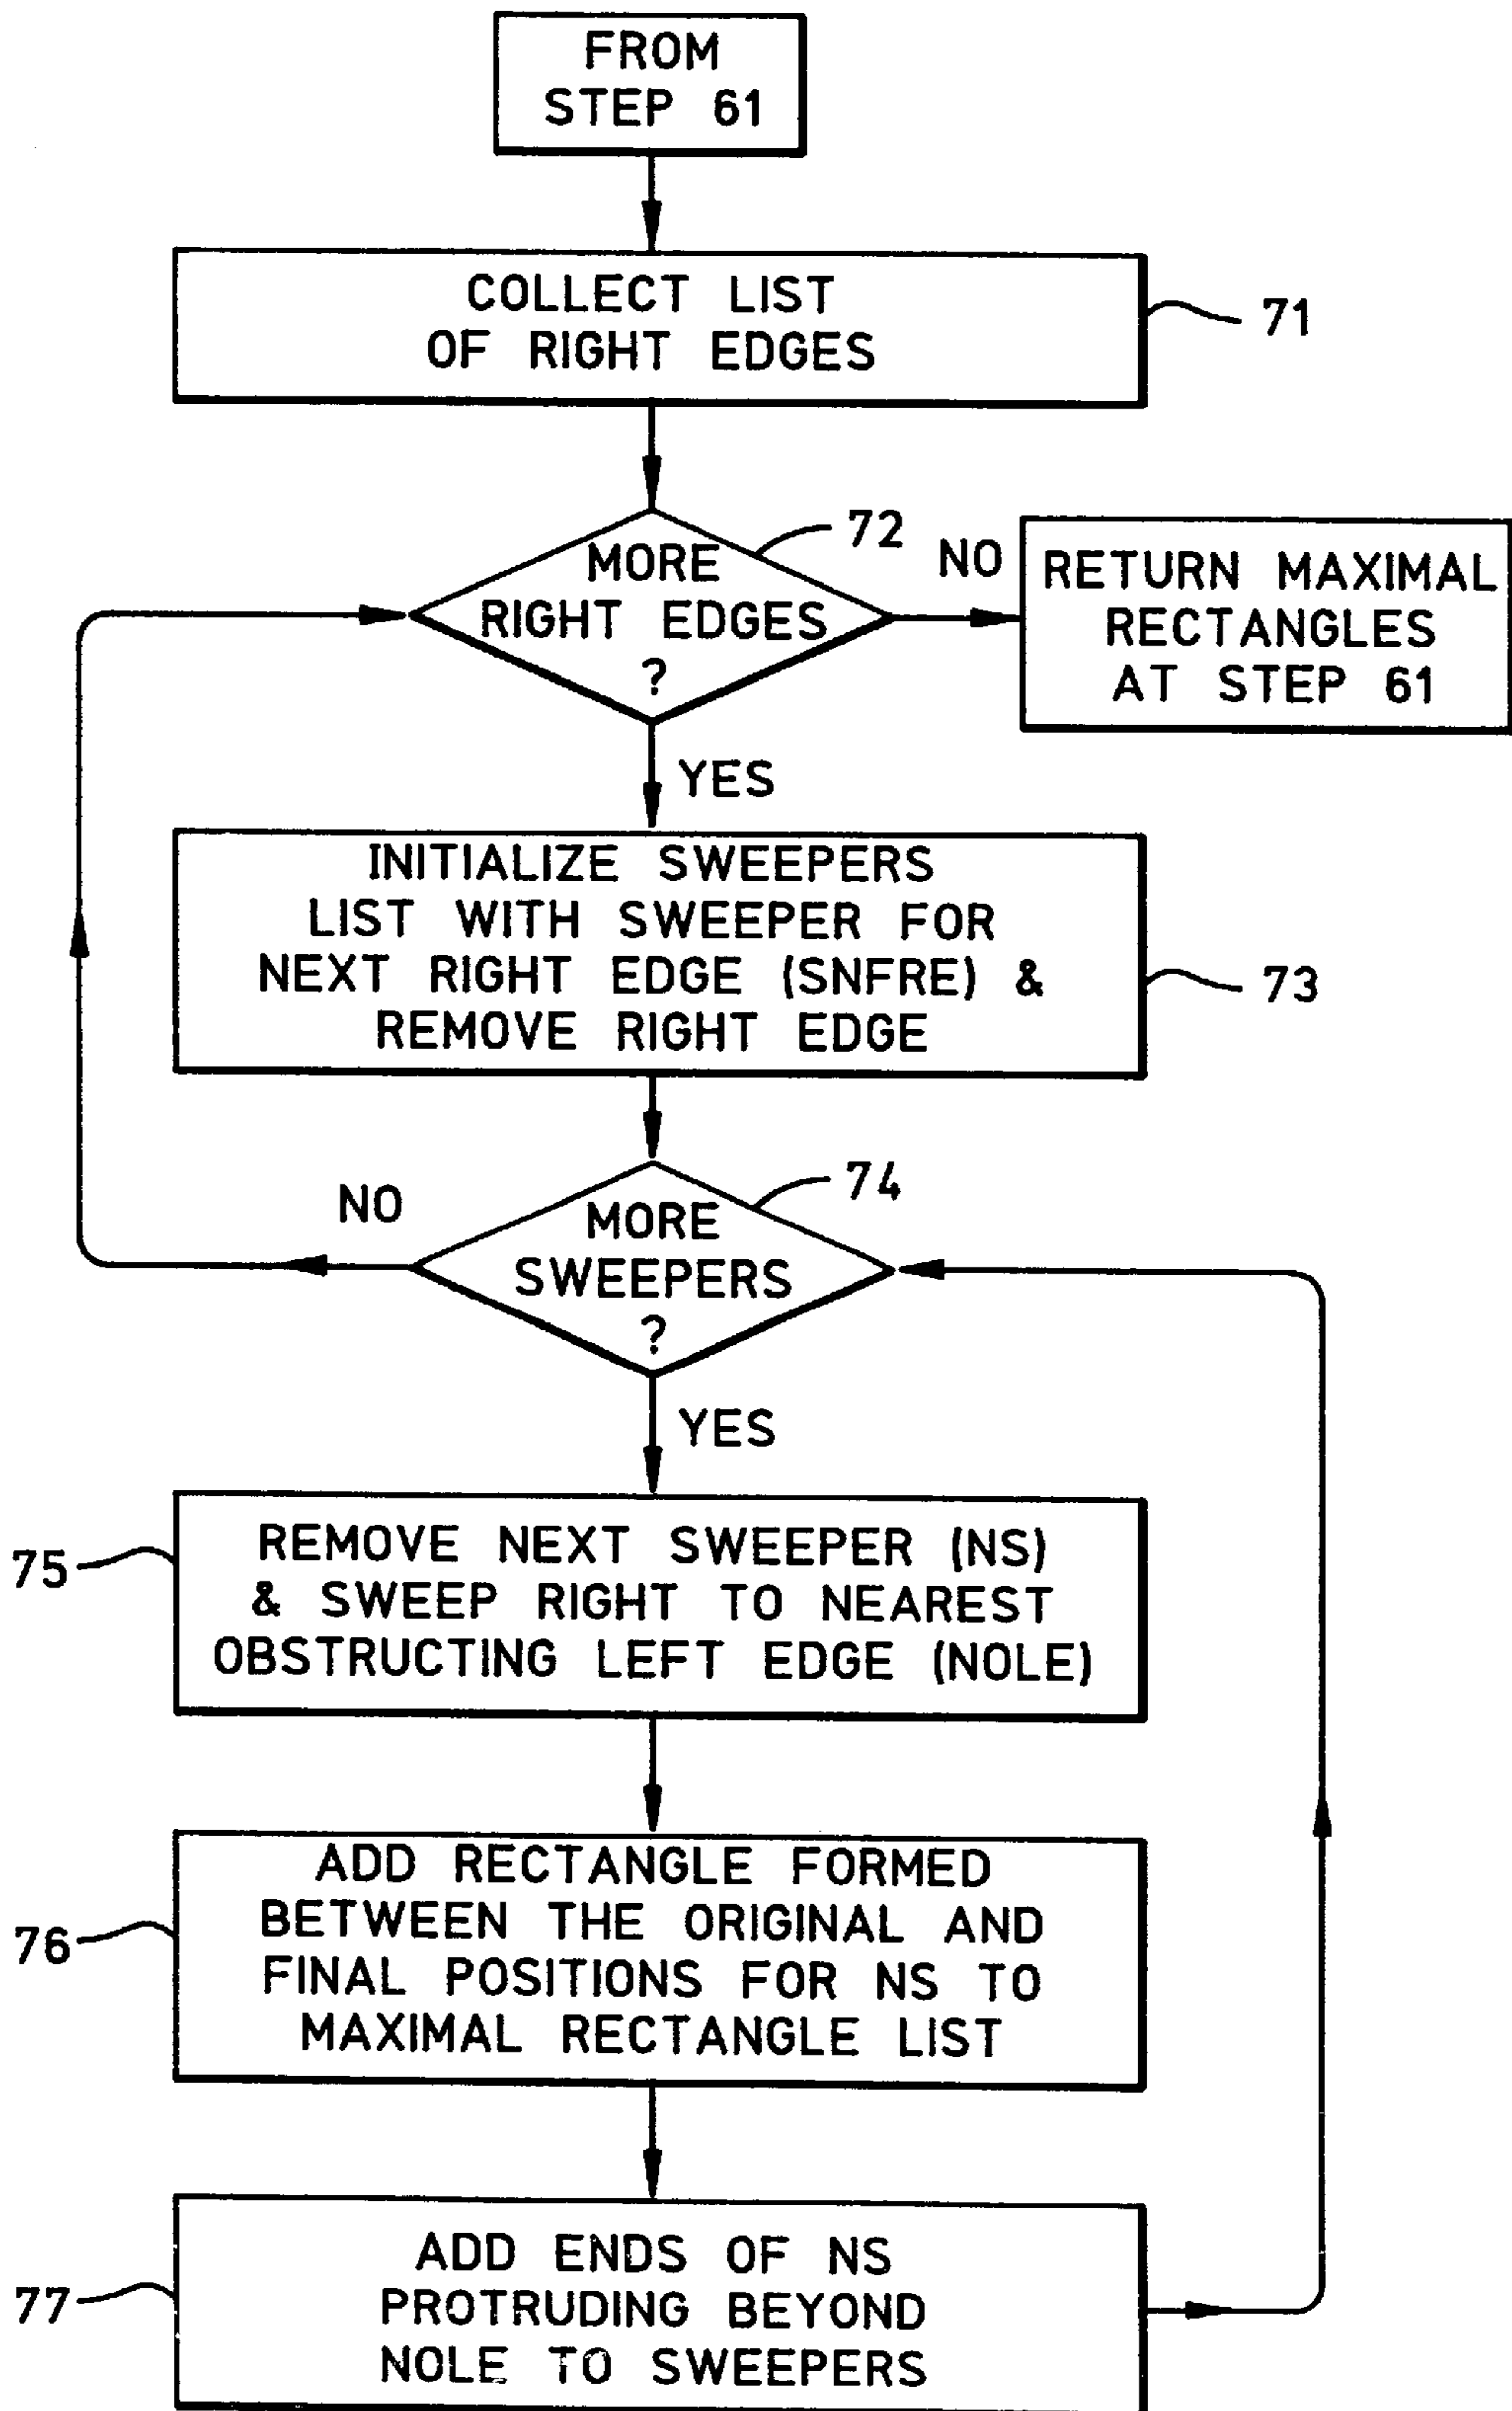 FROM
STEP 61
COLLECT LIST
OF RIGHT EDGES
71
MORE
RIGHT EDGES
?
72
NO
RETURN MAXIMAL
RECTANGLES
AT STEP 61
YES
INITIALIZE SWEEPERS
LIST WITH SWEEPER FOR
NEXT RIGHT EDGE (SNFRE) &
REMOVE RIGHT EDGE
73
MORE
SWEEPERS
?
74
NO
YES
REMOVE NEXT SWEEPER (NS)
& SWEEP RIGHT TO NEAREST
OBSTRUCTING LEFT EDGE (NOLE)
75
ADD RECTANGLE FORMED
BETWEEN THE ORIGINAL AND
FINAL POSITIONS FOR NS TO
MAXIMAL RECTANGLE LIST
76
ADD ENDS OF NS
PROTRUDING BEYOND
NOLE TO SWEEPERS
77